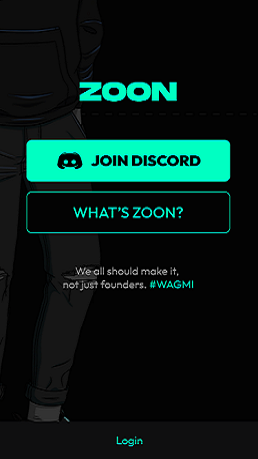 ZOON
JOIN DISCORD
WHAT'S ZOON?
We all should make it,
not just founders. #WAGMI
Login